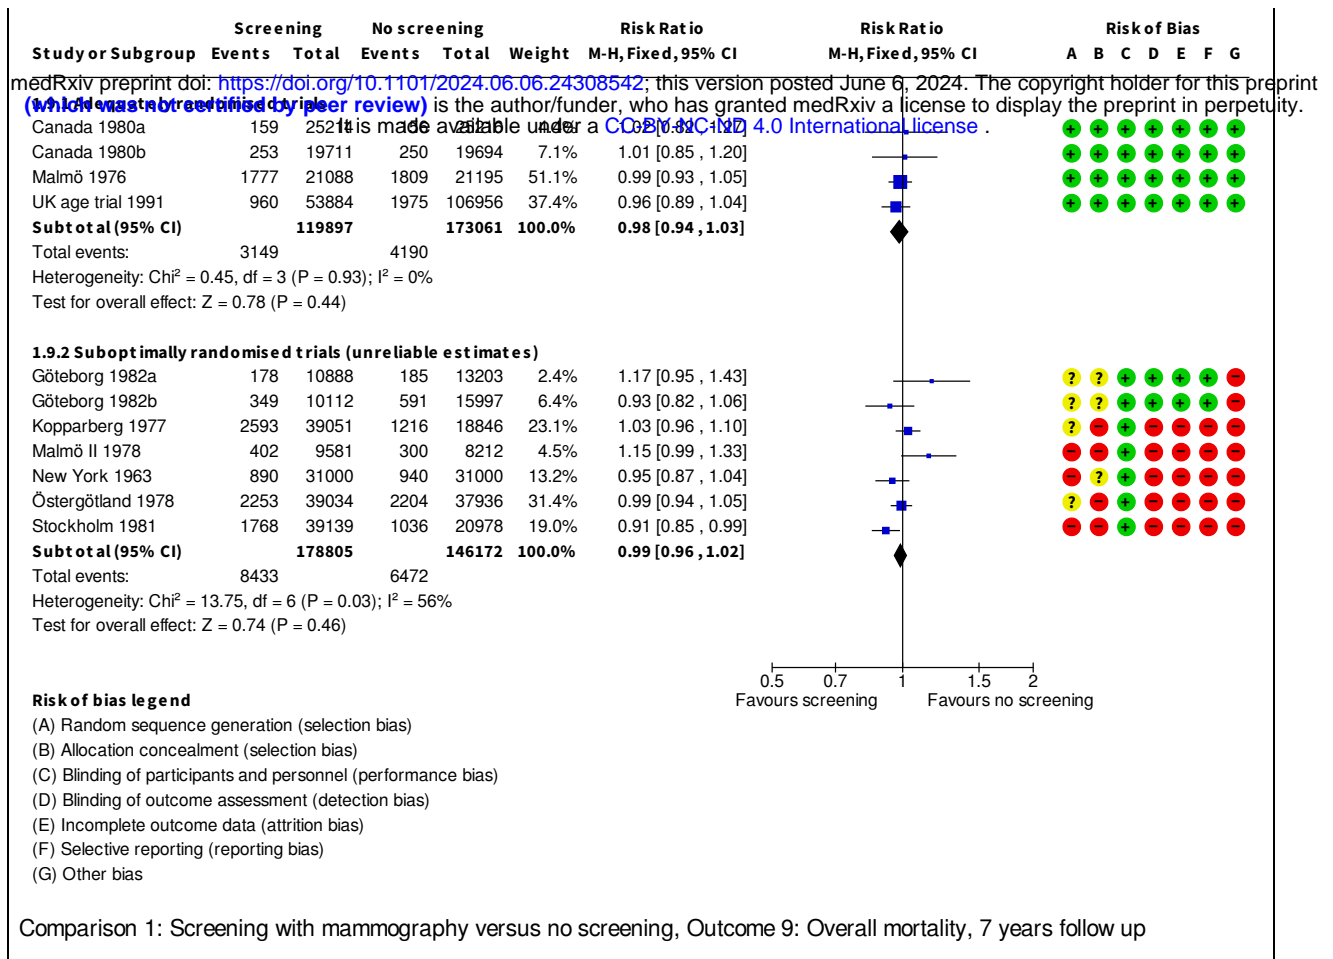 Screening No screening Risk Ratio Risk Ratio Risk of Bias
Study or Subgroup Events Total Events Total Weight M-H, Fixed, 95% CI M-H, Fixed, 95% CI A B C D E F G
medRxiv preprint doi: https://doi.org/10.1101/2024.06.06.24308542; this version posted June 6, 2024. The copyright holder for this preprint
1.9.1 Adequately randomised trials
(which was not certified by peer review) is the author/funder, who has granted medRxiv a license to display the preprint in perpetuity.
It is made available under a CC-BY-NC-ND 4.0 International license .
Canada 1980a 159 25214 + + + + + + +
Canada 1980b 253 19711 250 19694 7.1% 1.01 [0.85 , 1.20] + + + + + + +
Malmö 1976 1777 21088 1809 21195 51.1% 0.99 [0.93 , 1.05] + + + + + + +
UK age trial 1991 960 53884 1975 106956 37.4% 0.96 [0.89 , 1.04] + + + + + + +
Subtotal (95% CI) 119897 173061 100.0% 0.98 [0.94 , 1.03]
Total events: 3149 4190
Heterogeneity: Chi² = 0.45, df = 3 (P = 0.93); I² = 0%
Test for overall effect: Z = 0.78 (P = 0.44)
1.9.2 Suboptimally randomised trials (unreliable estimates)
Göteborg 1982a 178 10888 185 13203 2.4% 1.17 [0.95 , 1.43] ? ? + + + + −
Göteborg 1982b 349 10112 591 15997 6.4% 0.93 [0.82 , 1.06] ? ? + + + + −
Kopparberg 1977 2593 39051 1216 18846 23.1% 1.03 [0.96 , 1.10] ? − + − − − −
Malmö II 1978 402 9581 300 8212 4.5% 1.15 [0.99 , 1.33] − − + − − − −
New York 1963 890 31000 940 31000 13.2% 0.95 [0.87 , 1.04] − ? + − − − −
Östergötland 1978 2253 39034 2204 37936 31.4% 0.99 [0.94 , 1.05] ? − + − − − −
Stockholm 1981 1768 39139 1036 20978 19.0% 0.91 [0.85 , 0.99] − − + − − − −
Subtotal (95% CI) 178805 146172 100.0% 0.99 [0.96 , 1.02]
Total events: 8433 6472
Heterogeneity: Chi² = 13.75, df = 6 (P = 0.03); I² = 56%
Test for overall effect: Z = 0.74 (P = 0.46)
0.5 0.7 1 1.5 2
Favours screening Favours no screening
Risk of bias legend
(A) Random sequence generation (selection bias)
(B) Allocation concealment (selection bias)
(C) Blinding of participants and personnel (performance bias)
(D) Blinding of outcome assessment (detection bias)
(E) Incomplete outcome data (attrition bias)
(F) Selective reporting (reporting bias)
(G) Other bias
Comparison 1: Screening with mammography versus no screening, Outcome 9: Overall mortality, 7 years follow up